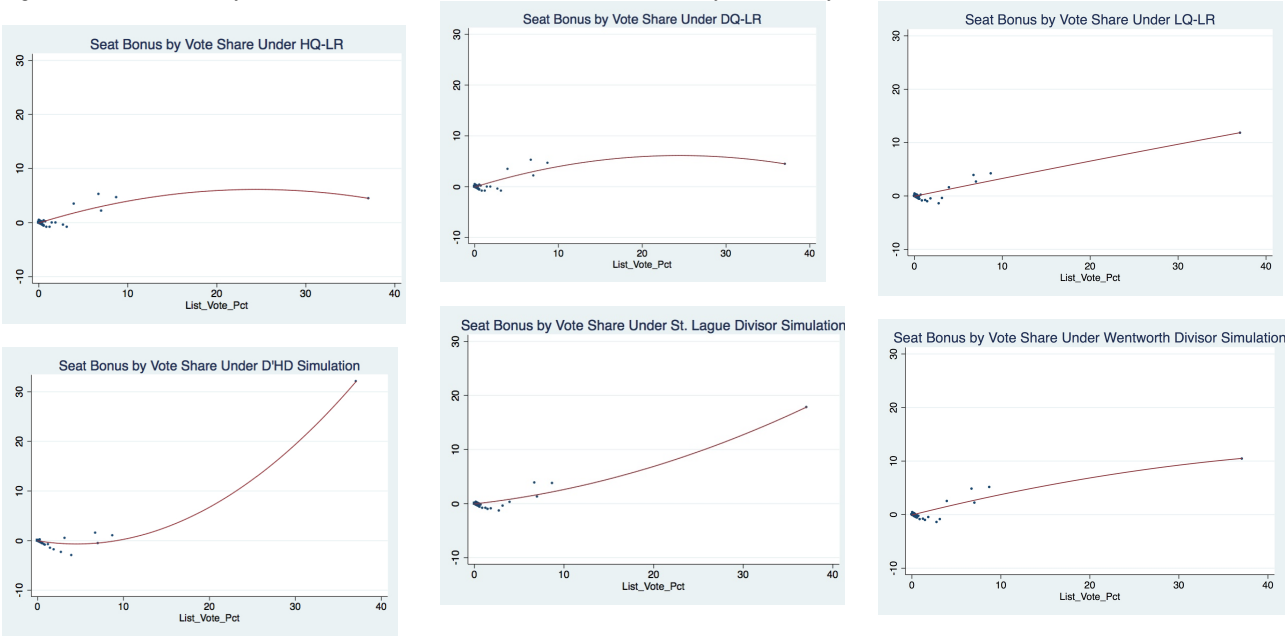 Seat Bonus by Vote Share Under HQ-LR
30
20
10
0
-10
0 10 20 30 40
List_Vote_Pct
Seat Bonus by Vote Share Under DQ-LR
30
20
10
0
-10
0 10 20 30 40
List_Vote_Pct
Seat Bonus by Vote Share Under LQ-LR
30
20
10
0
-10
0 10 20 30 40
List_Vote_Pct
Seat Bonus by Vote Share Under D'HD Simulation
30
20
10
0
-10
0 10 20 30 40
List_Vote_Pct
Seat Bonus by Vote Share Under St. Lague Divisor Simulation
30
20
10
0
-10
0 10 20 30 40
List_Vote_Pct
Seat Bonus by Vote Share Under Wentworth Divisor Simulation
30
20
10
0
-10
0 10 20 30 40
List_Vote_Pct